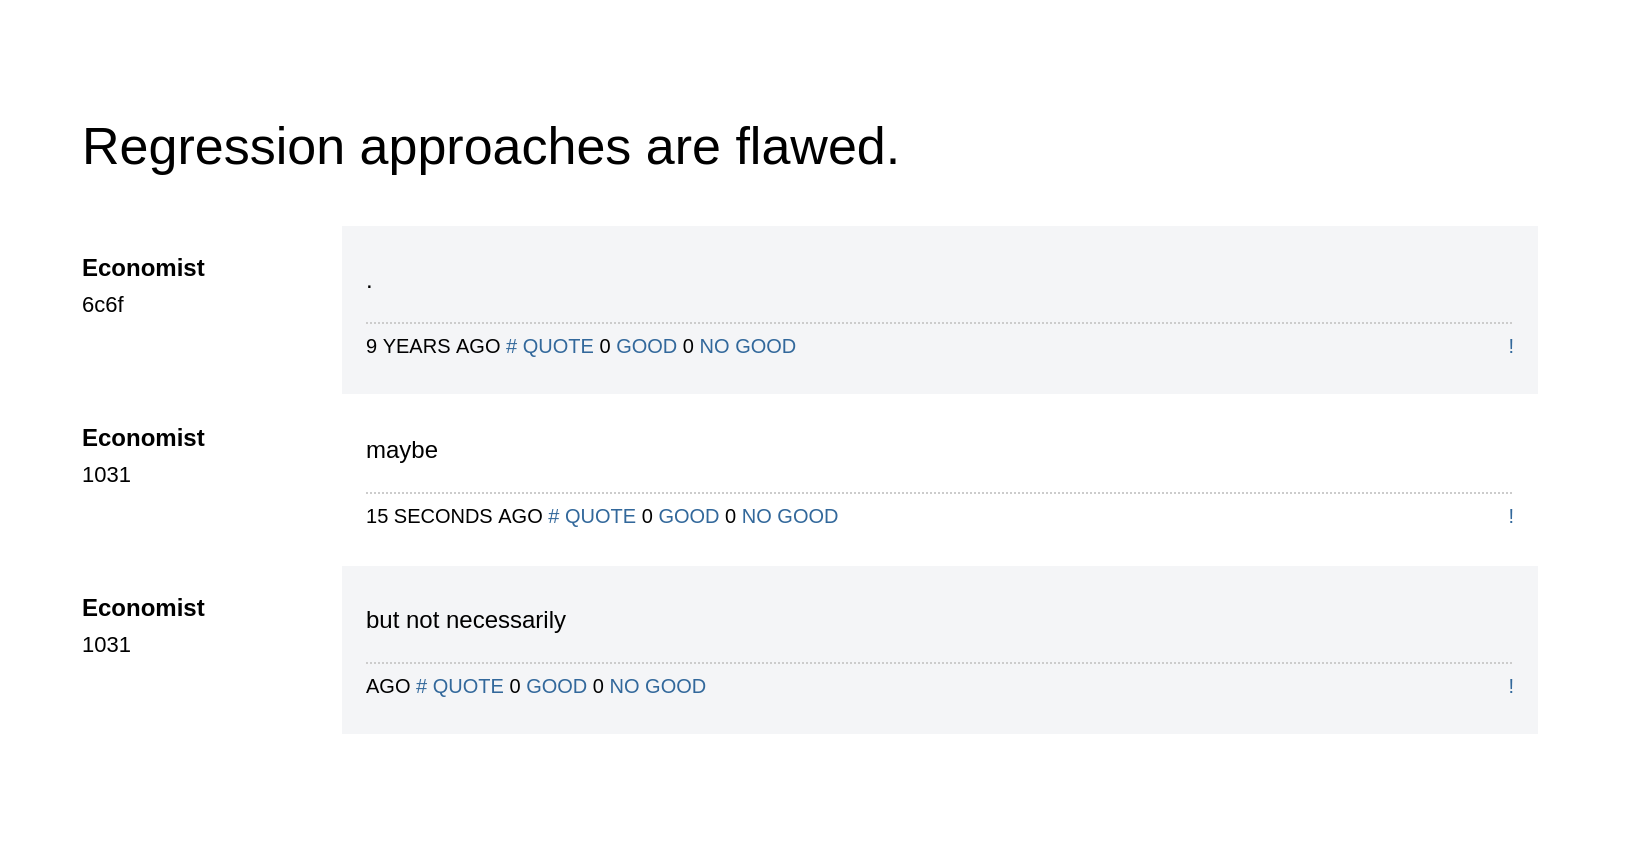 Regression approaches are flawed.
Economist
6c6f
.
9 YEARS AGO # QUOTE 0 GOOD 0 NO GOOD !
Economist
1031
maybe
15 SECONDS AGO # QUOTE 0 GOOD 0 NO GOOD !
Economist
1031
but not necessarily
AGO # QUOTE 0 GOOD 0 NO GOOD !